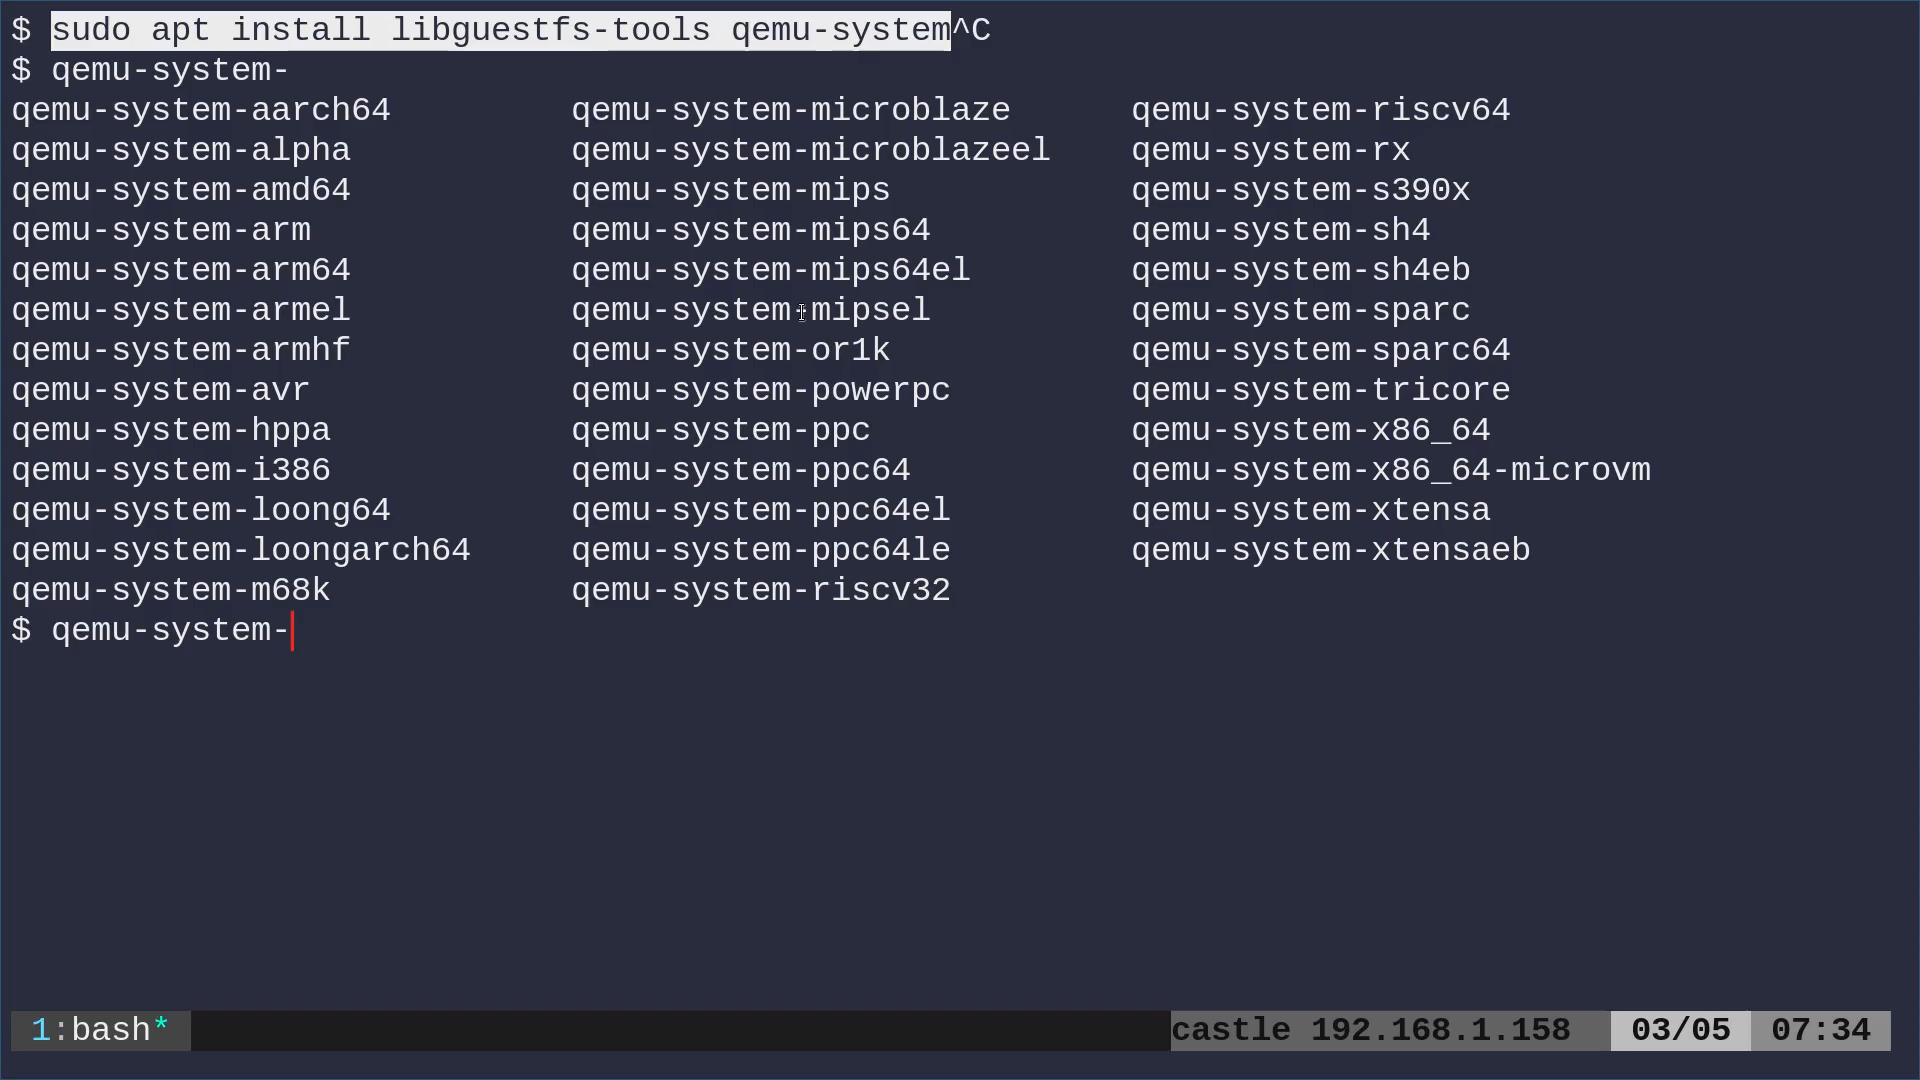 $ sudo apt install libguestfs-tools qemu-system^C
$ qemu-system-
qemu-system-aarch64 qemu-system-microblaze qemu-system-riscv64
qemu-system-alpha qemu-system-microblazeel qemu-system-rx
qemu-system-amd64 qemu-system-mips qemu-system-s390x
qemu-system-arm qemu-system-mips64 qemu-system-sh4
qemu-system-arm64 qemu-system-mips64el qemu-system-sh4eb
qemu-system-armel qemu-system-mipsel qemu-system-sparc
qemu-system-armhf qemu-system-or1k qemu-system-sparc64
qemu-system-avr qemu-system-powerpc qemu-system-tricore
qemu-system-hppa qemu-system-ppc qemu-system-x86_64
qemu-system-i386 qemu-system-ppc64 qemu-system-x86_64-microvm
qemu-system-loong64 qemu-system-ppc64el qemu-system-xtensa
qemu-system-loongarch64 qemu-system-ppc64le qemu-system-xtensaeb
qemu-system-m68k qemu-system-riscv32
$ qemu-system-
1:bash* castle 192.168.1.158 03/05 07:34